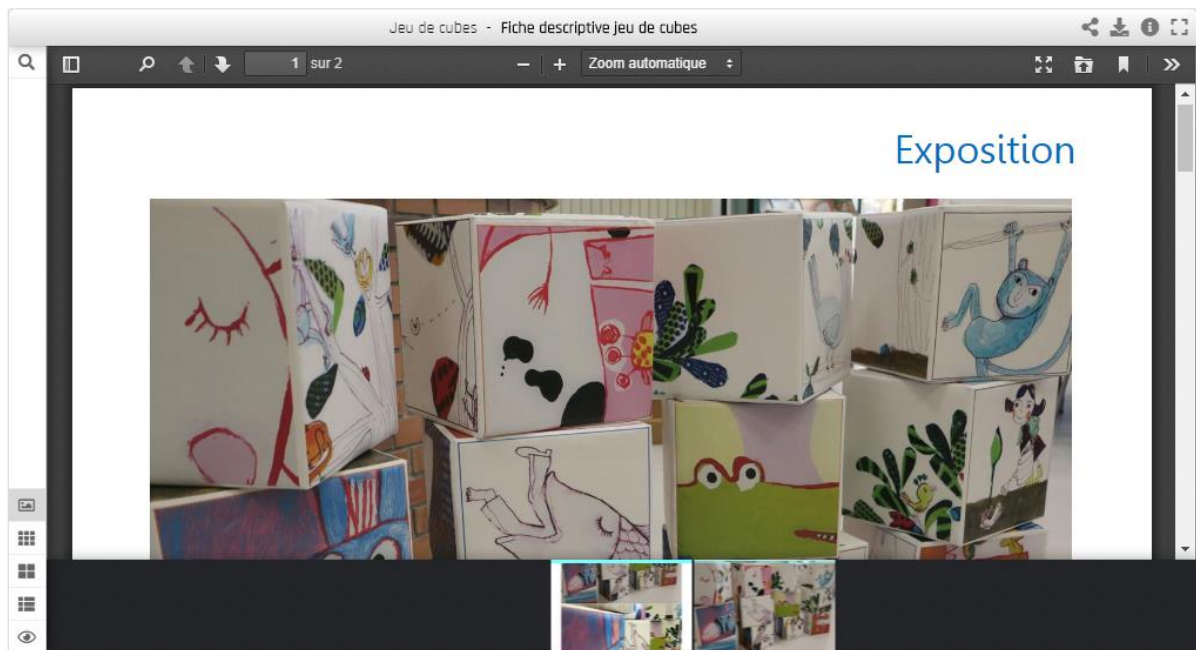 Jeu de cubes - Fiche descriptive jeu de cubes
1 sur 2
Zoom automatique
Exposition